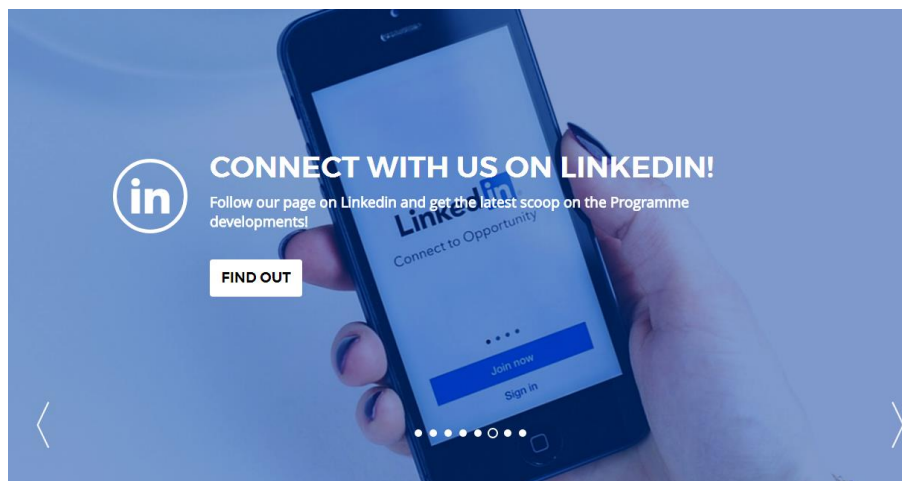 CONNECT WITH US ON LINKEDIN!
in
Follow our page on Linkedin and get the latest scoop on the Programme
developments!
Linkedin
Connect to Opportunity
FIND OUT
Join now
Sign in